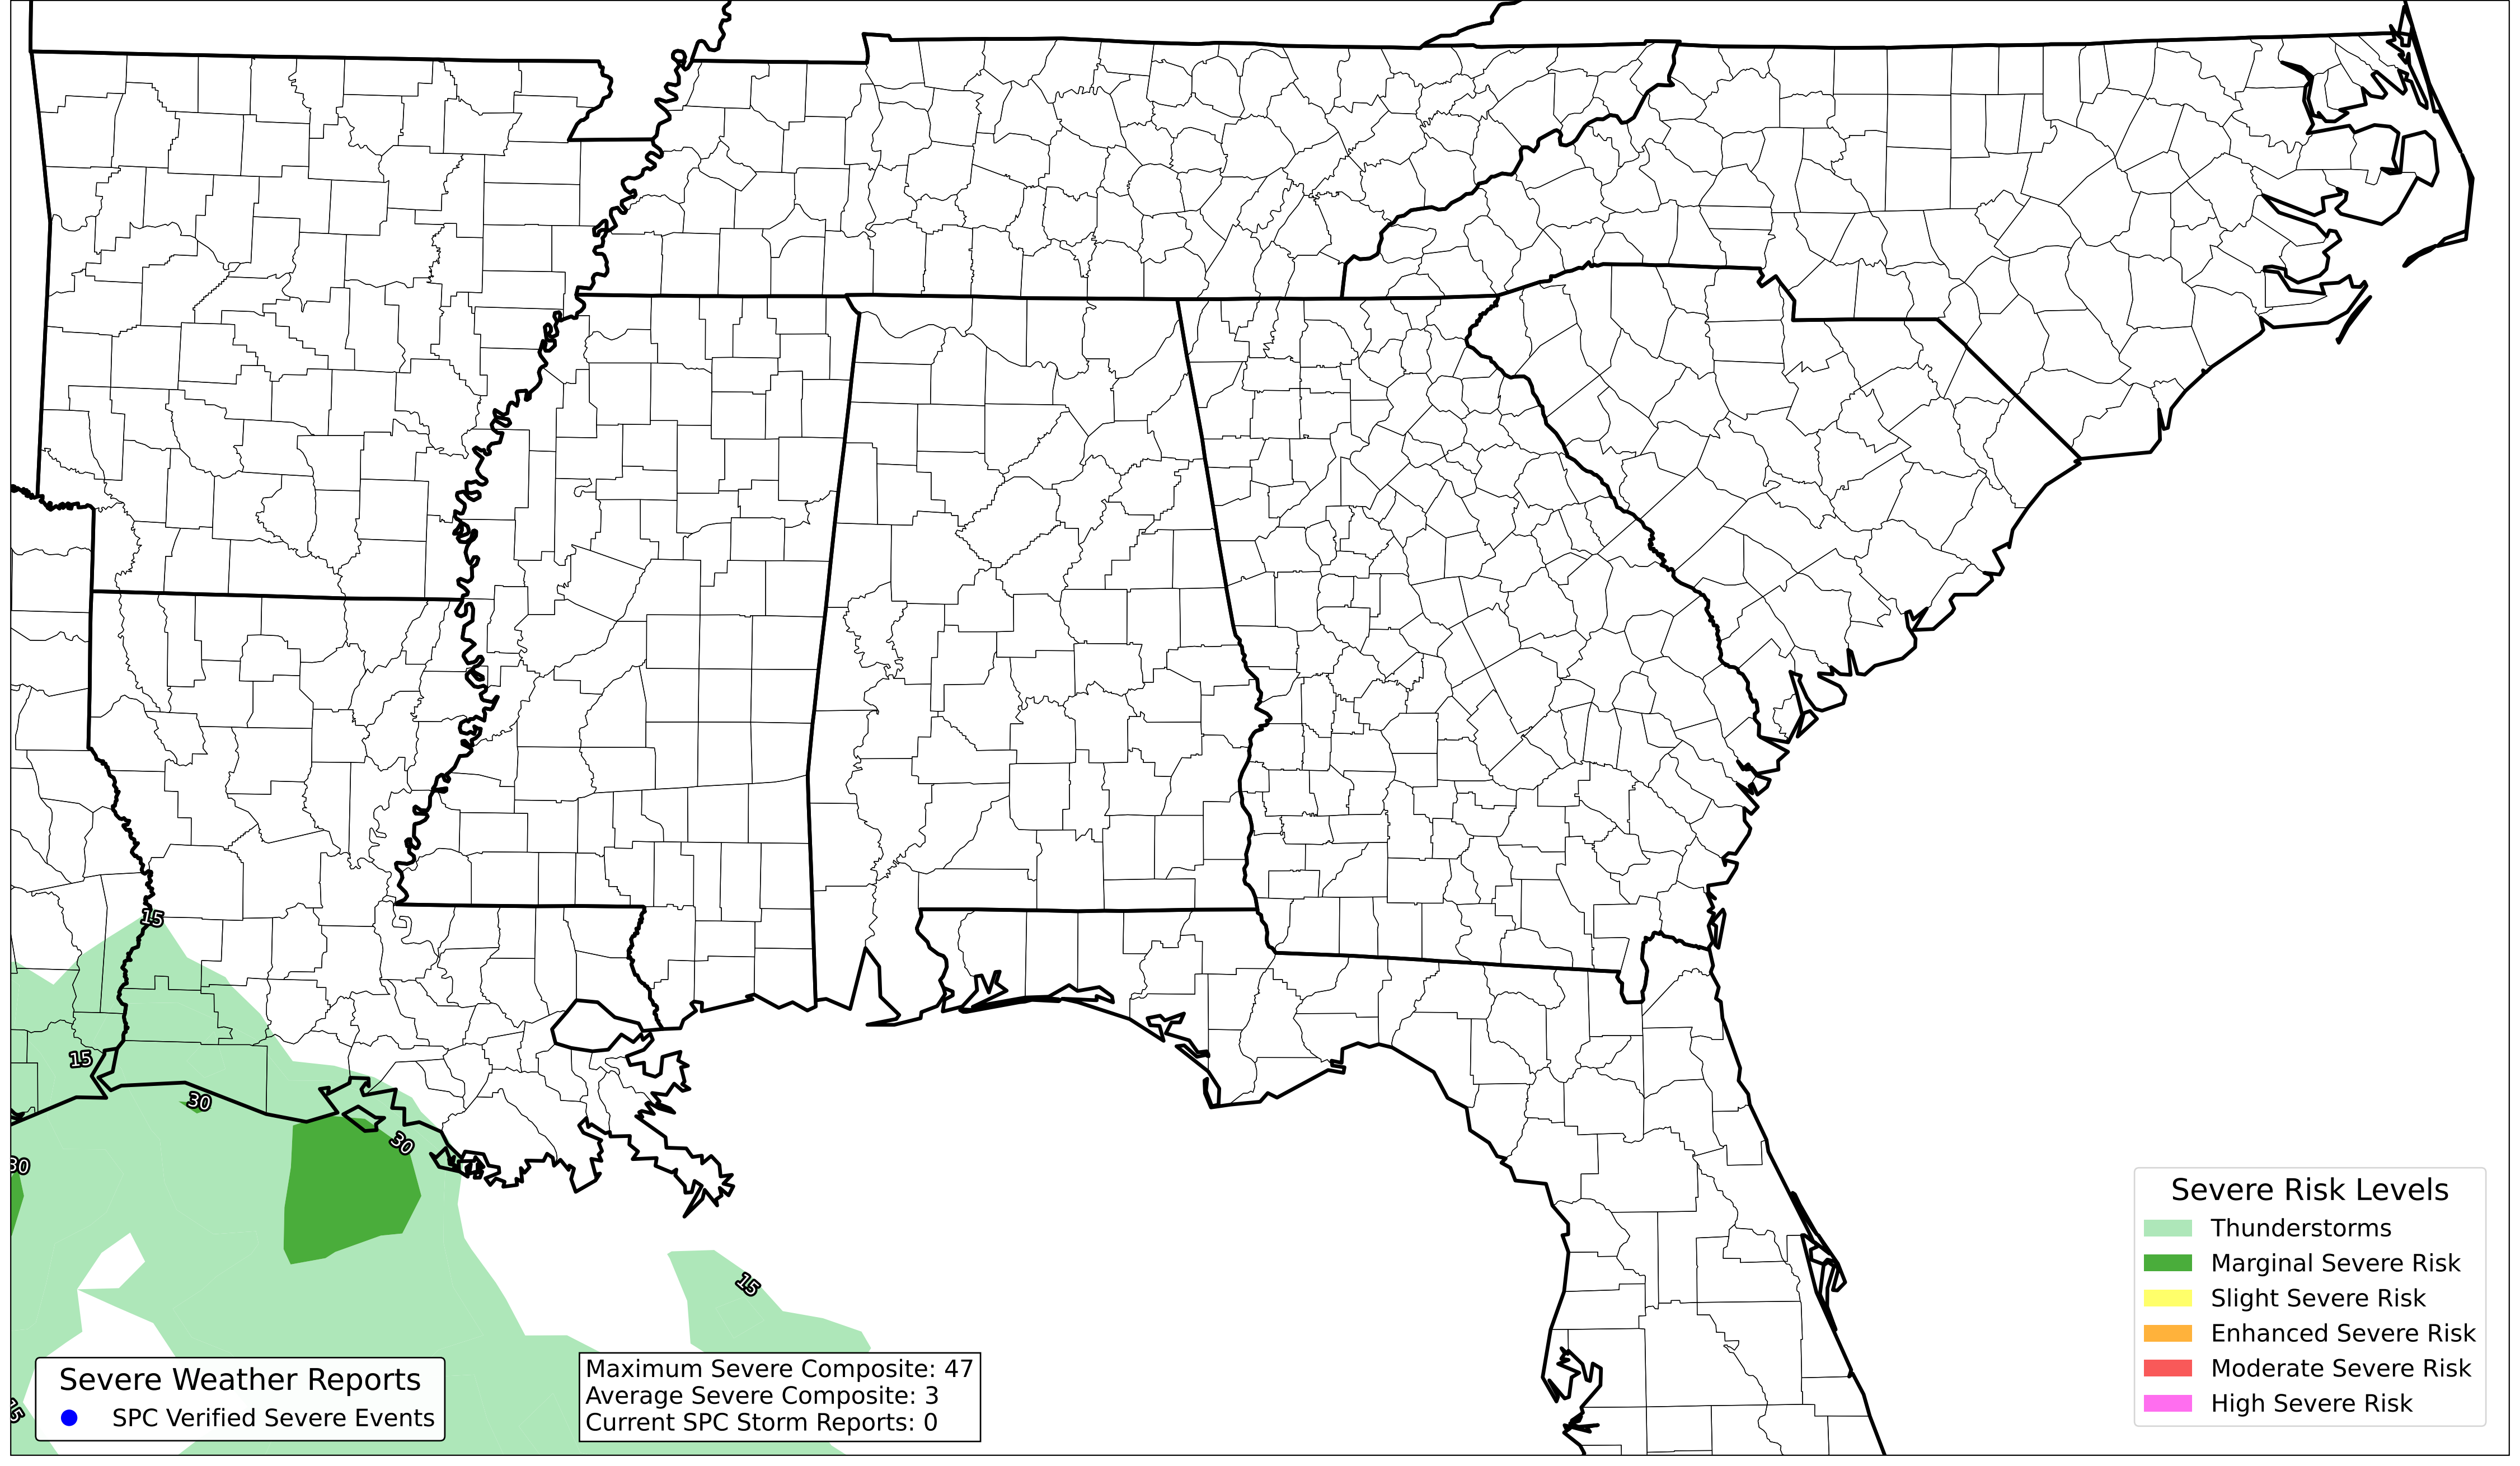 15
15
30
30
30
15
15
Severe Weather Reports
SPC Verified Severe Events
Maximum Severe Composite: 47
Average Severe Composite: 3
Current SPC Storm Reports: 0
Severe Risk Levels
Thunderstorms
Marginal Severe Risk
Slight Severe Risk
Enhanced Severe Risk
Moderate Severe Risk
High Severe Risk